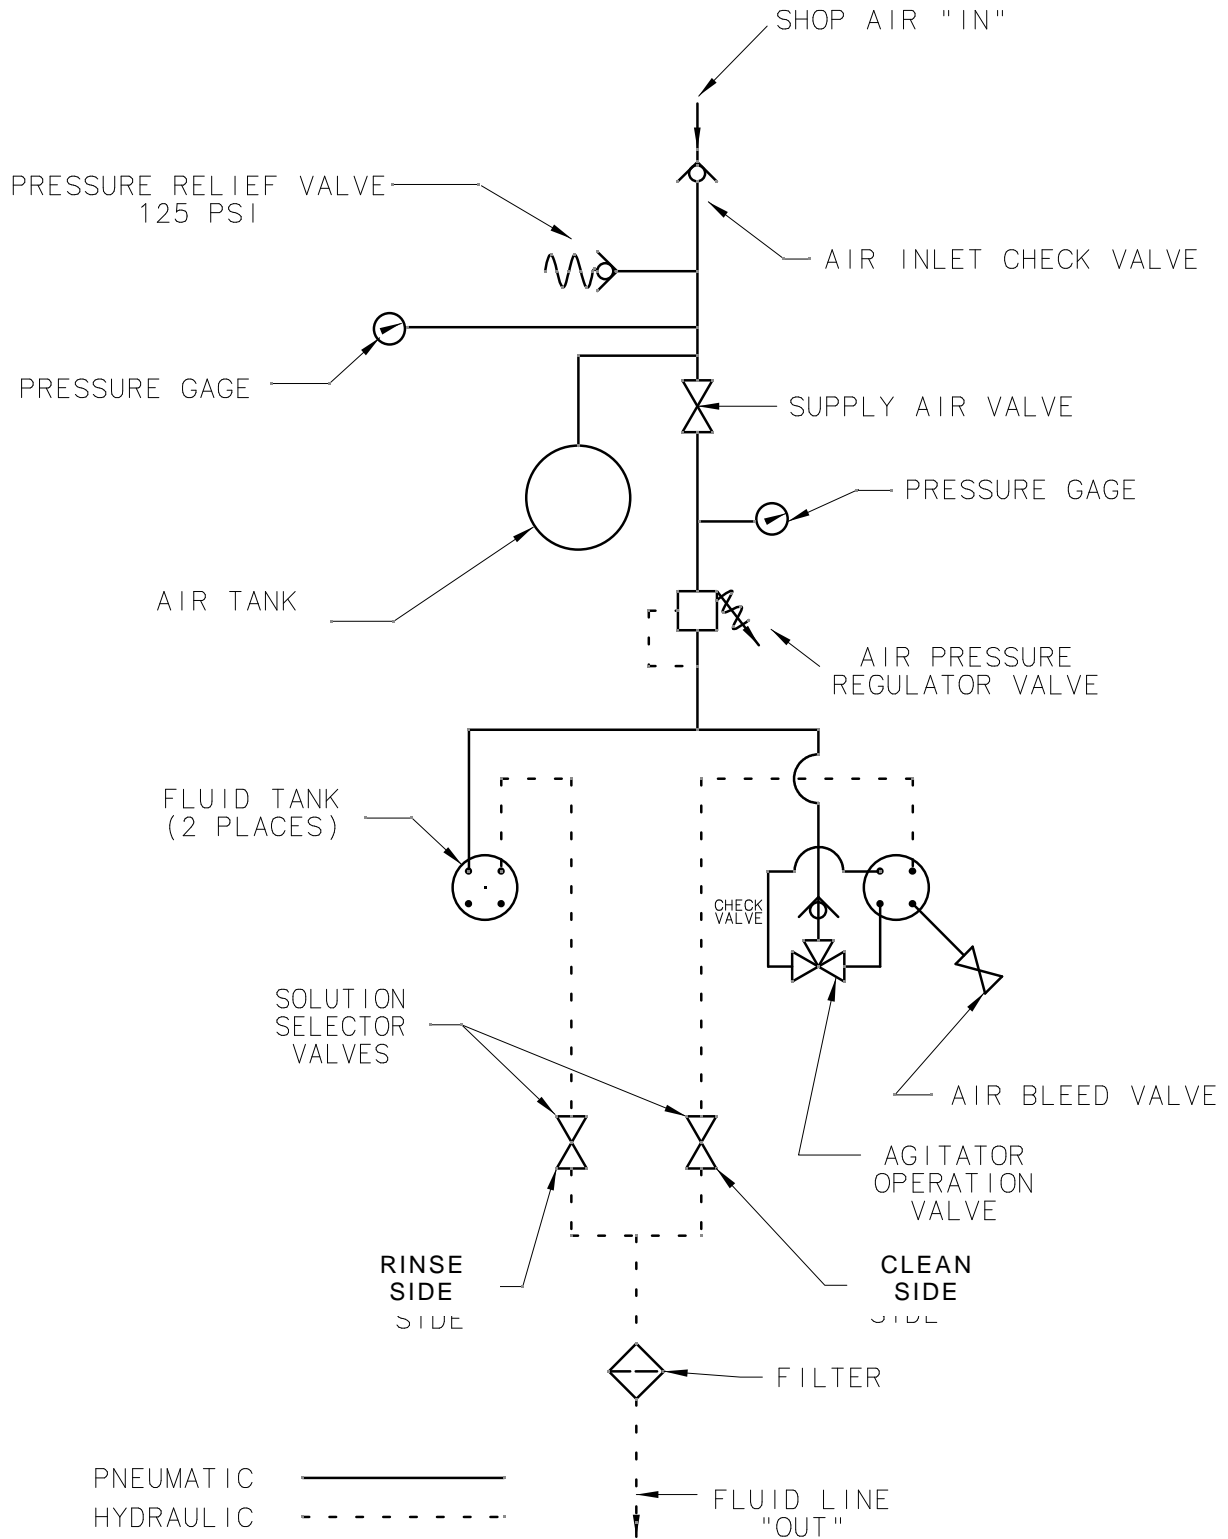 SHOP AIR "IN"
PRESSURE RELIEF VALVE
125 PSI
AIR INLET CHECK VALVE
PRESSURE GAGE
SUPPLY AIR VALVE
PRESSURE GAGE
AIR TANK
AIR PRESSURE
REGULATOR VALVE
FLUID TANK
(2 PLACES)
CHECK
VALVE
SOLUTION
SELECTOR
VALVES
AIR BLEED VALVE
AGITATOR
OPERATION
VALVE
RINSE
SIDE
SIDE
CLEAN
SIDE
SIDE
FILTER
PNEUMATIC
HYDRAULIC
FLUID LINE
"OUT"